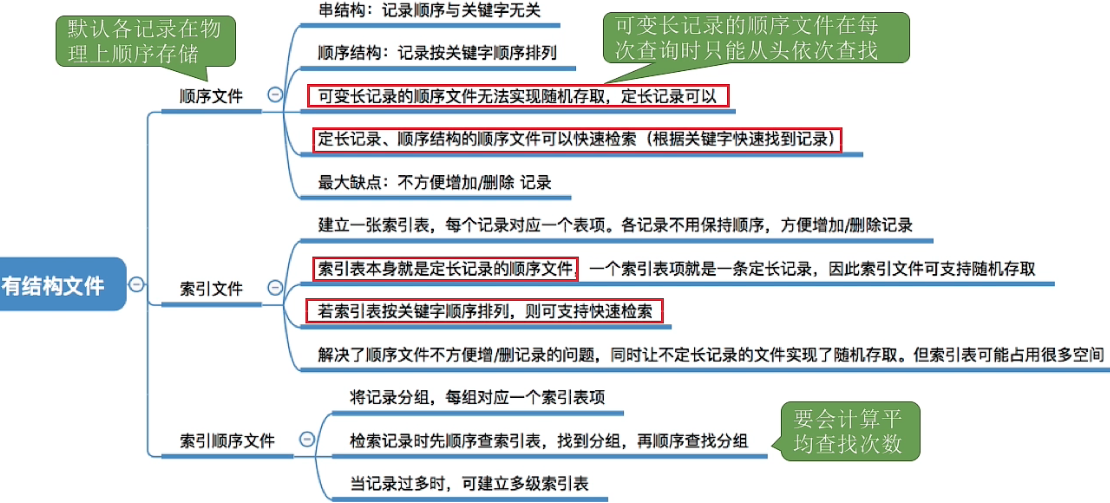 默认各记录在物
理上顺序存储
可变长记录的顺序文件在每
次查询时只能从头依次查找
有结构文件
顺序文件
串结构：记录顺序与关键字无关
顺序结构：记录按关键字顺序排列
可变长记录的顺序文件无法实现随机存取，定长记录可以
定长记录、顺序结构的顺序文件可以快速检索（根据关键字快速找到记录）
最大缺点：不方便增加/删除 记录
索引文件
建立一张索引表，每个记录对应一个表项。各记录不用保持顺序，方便增加/删除记录
索引表本身就是定长记录的顺序文件，一个索引表项就是一条定长记录，因此索引文件可支持随机存取
若索引表按关键字顺序排列，则可支持快速检索
解决了顺序文件不方便增/删记录的问题，同时让不定长记录的文件实现了随机存取。但索引表可能占用很多空间
索引顺序文件
将记录分组，每组对应一个索引表项
检索记录时先顺序查索引表，找到分组，再顺序查找分组
当记录过多时，可建立多级索引表
要会计算平
均查找次数